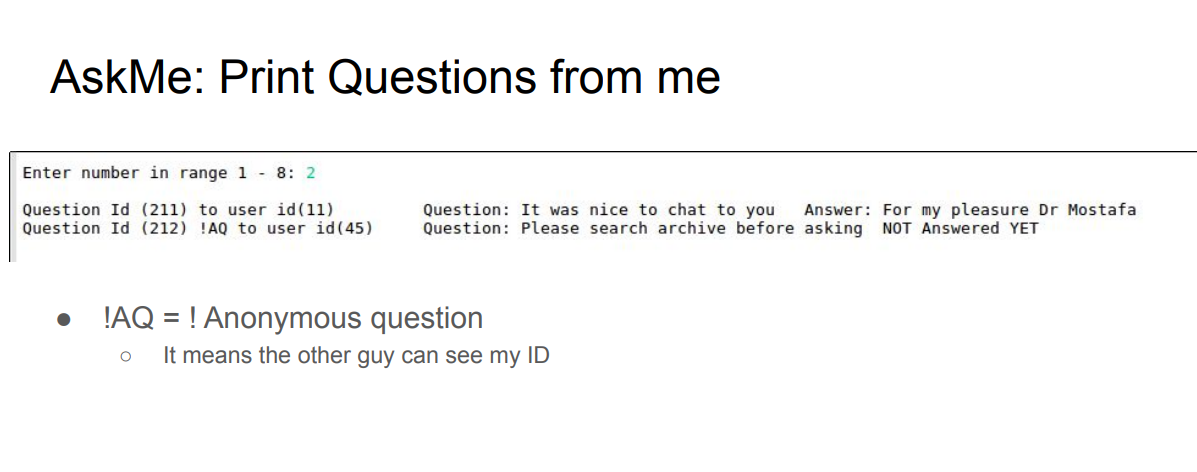 AskMe: Print Questions from me
Enter number in range 1 - 8: 2
Question Id (211) to user id(11) Question: It was nice to chat to you Answer: For my pleasure Dr Mostafa
Question Id (212) !AQ to user id(45) Question: Please search archive before asking NOT Answered YET
● !AQ = ! Anonymous question
○ It means the other guy can see my ID